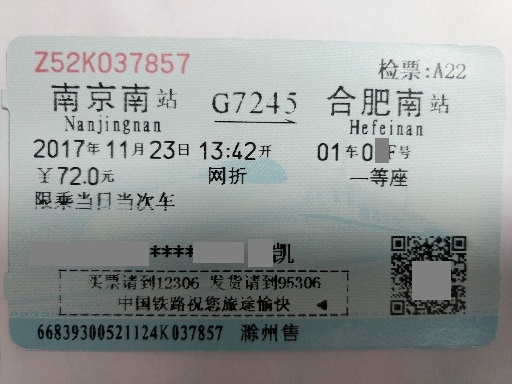 Z52K037857
检票:A22
南京南站 G7245 合肥南站
Nanjingnan Hefeinan
2017年11月23日13:42开 01车0 F号
￥72.0元 网折 一等座
限乘当日当次车
**** 凯
买票请到12306 发货请到95306
中国铁路祝您旅途愉快
66839300521124K037857 滁州售